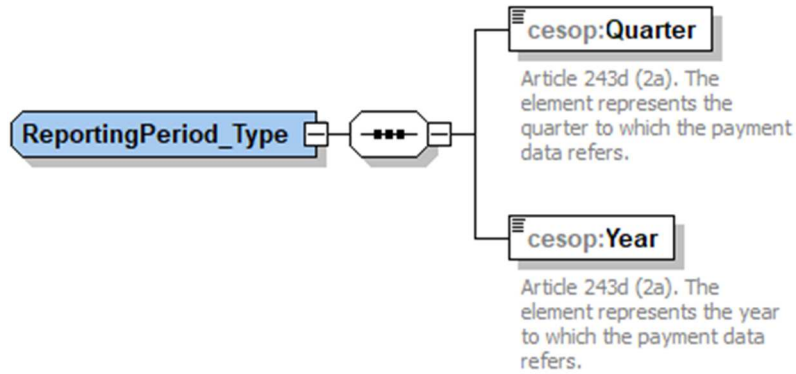 cesop:Quarter
Article 243d (2a). The
element represents the
quarter to which the payment
data refers.
ReportingPeriod_Type
cesop:Year
Article 243d (2a). The
element represents the year
to which the payment data
refers.